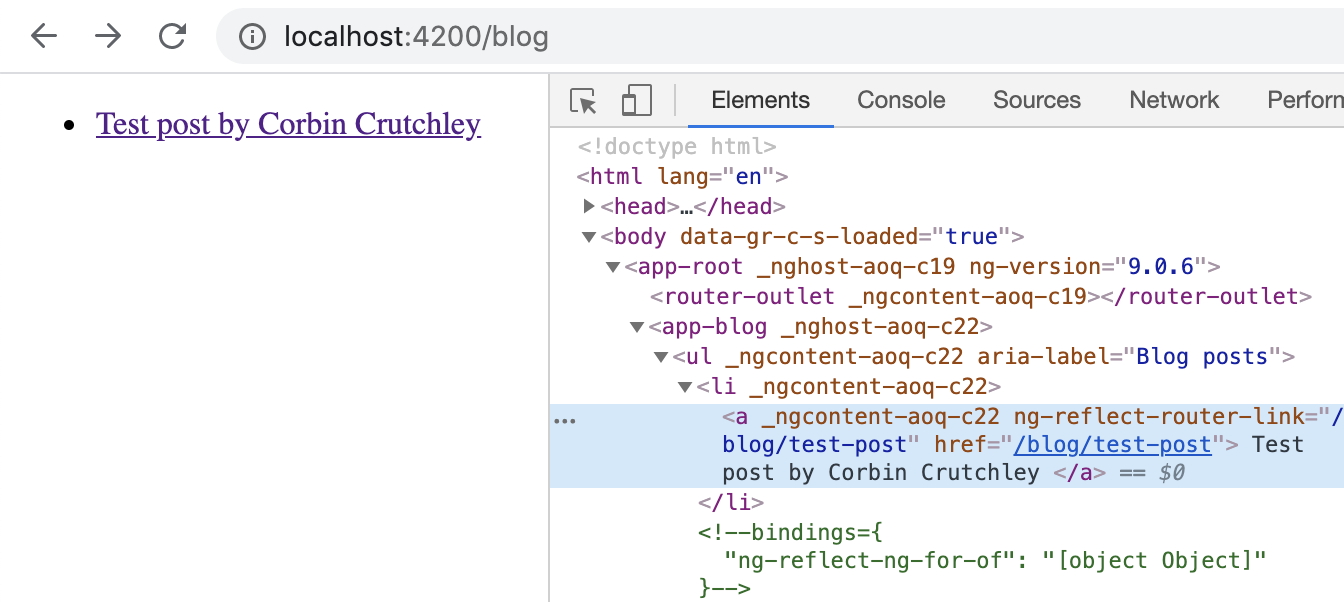 localhost:4200/blog
Test post by Corbin Crutchley
Elements Console Sources Network Perform
<!doctype html>
<html lang="en">
<head>…</head>
<body data-gr-c-s-loaded="true">
<app-root _nghost-aoq-c19 ng-version="9.0.6">
<router-outlet _ngcontent-aoq-c19></router-outlet>
<app-blog _nghost-aoq-c22>
<ul _ngcontent-aoq-c22 aria-label="Blog posts">
<li _ngcontent-aoq-c22>
<a _ngcontent-aoq-c22 ng-reflect-router-link="/
blog/test-post" href="/blog/test-post"> Test
post by Corbin Crutchley </a> == $0
</li>
<!--bindings={
"ng-reflect-ng-for-of": "[object Object]"
}-->